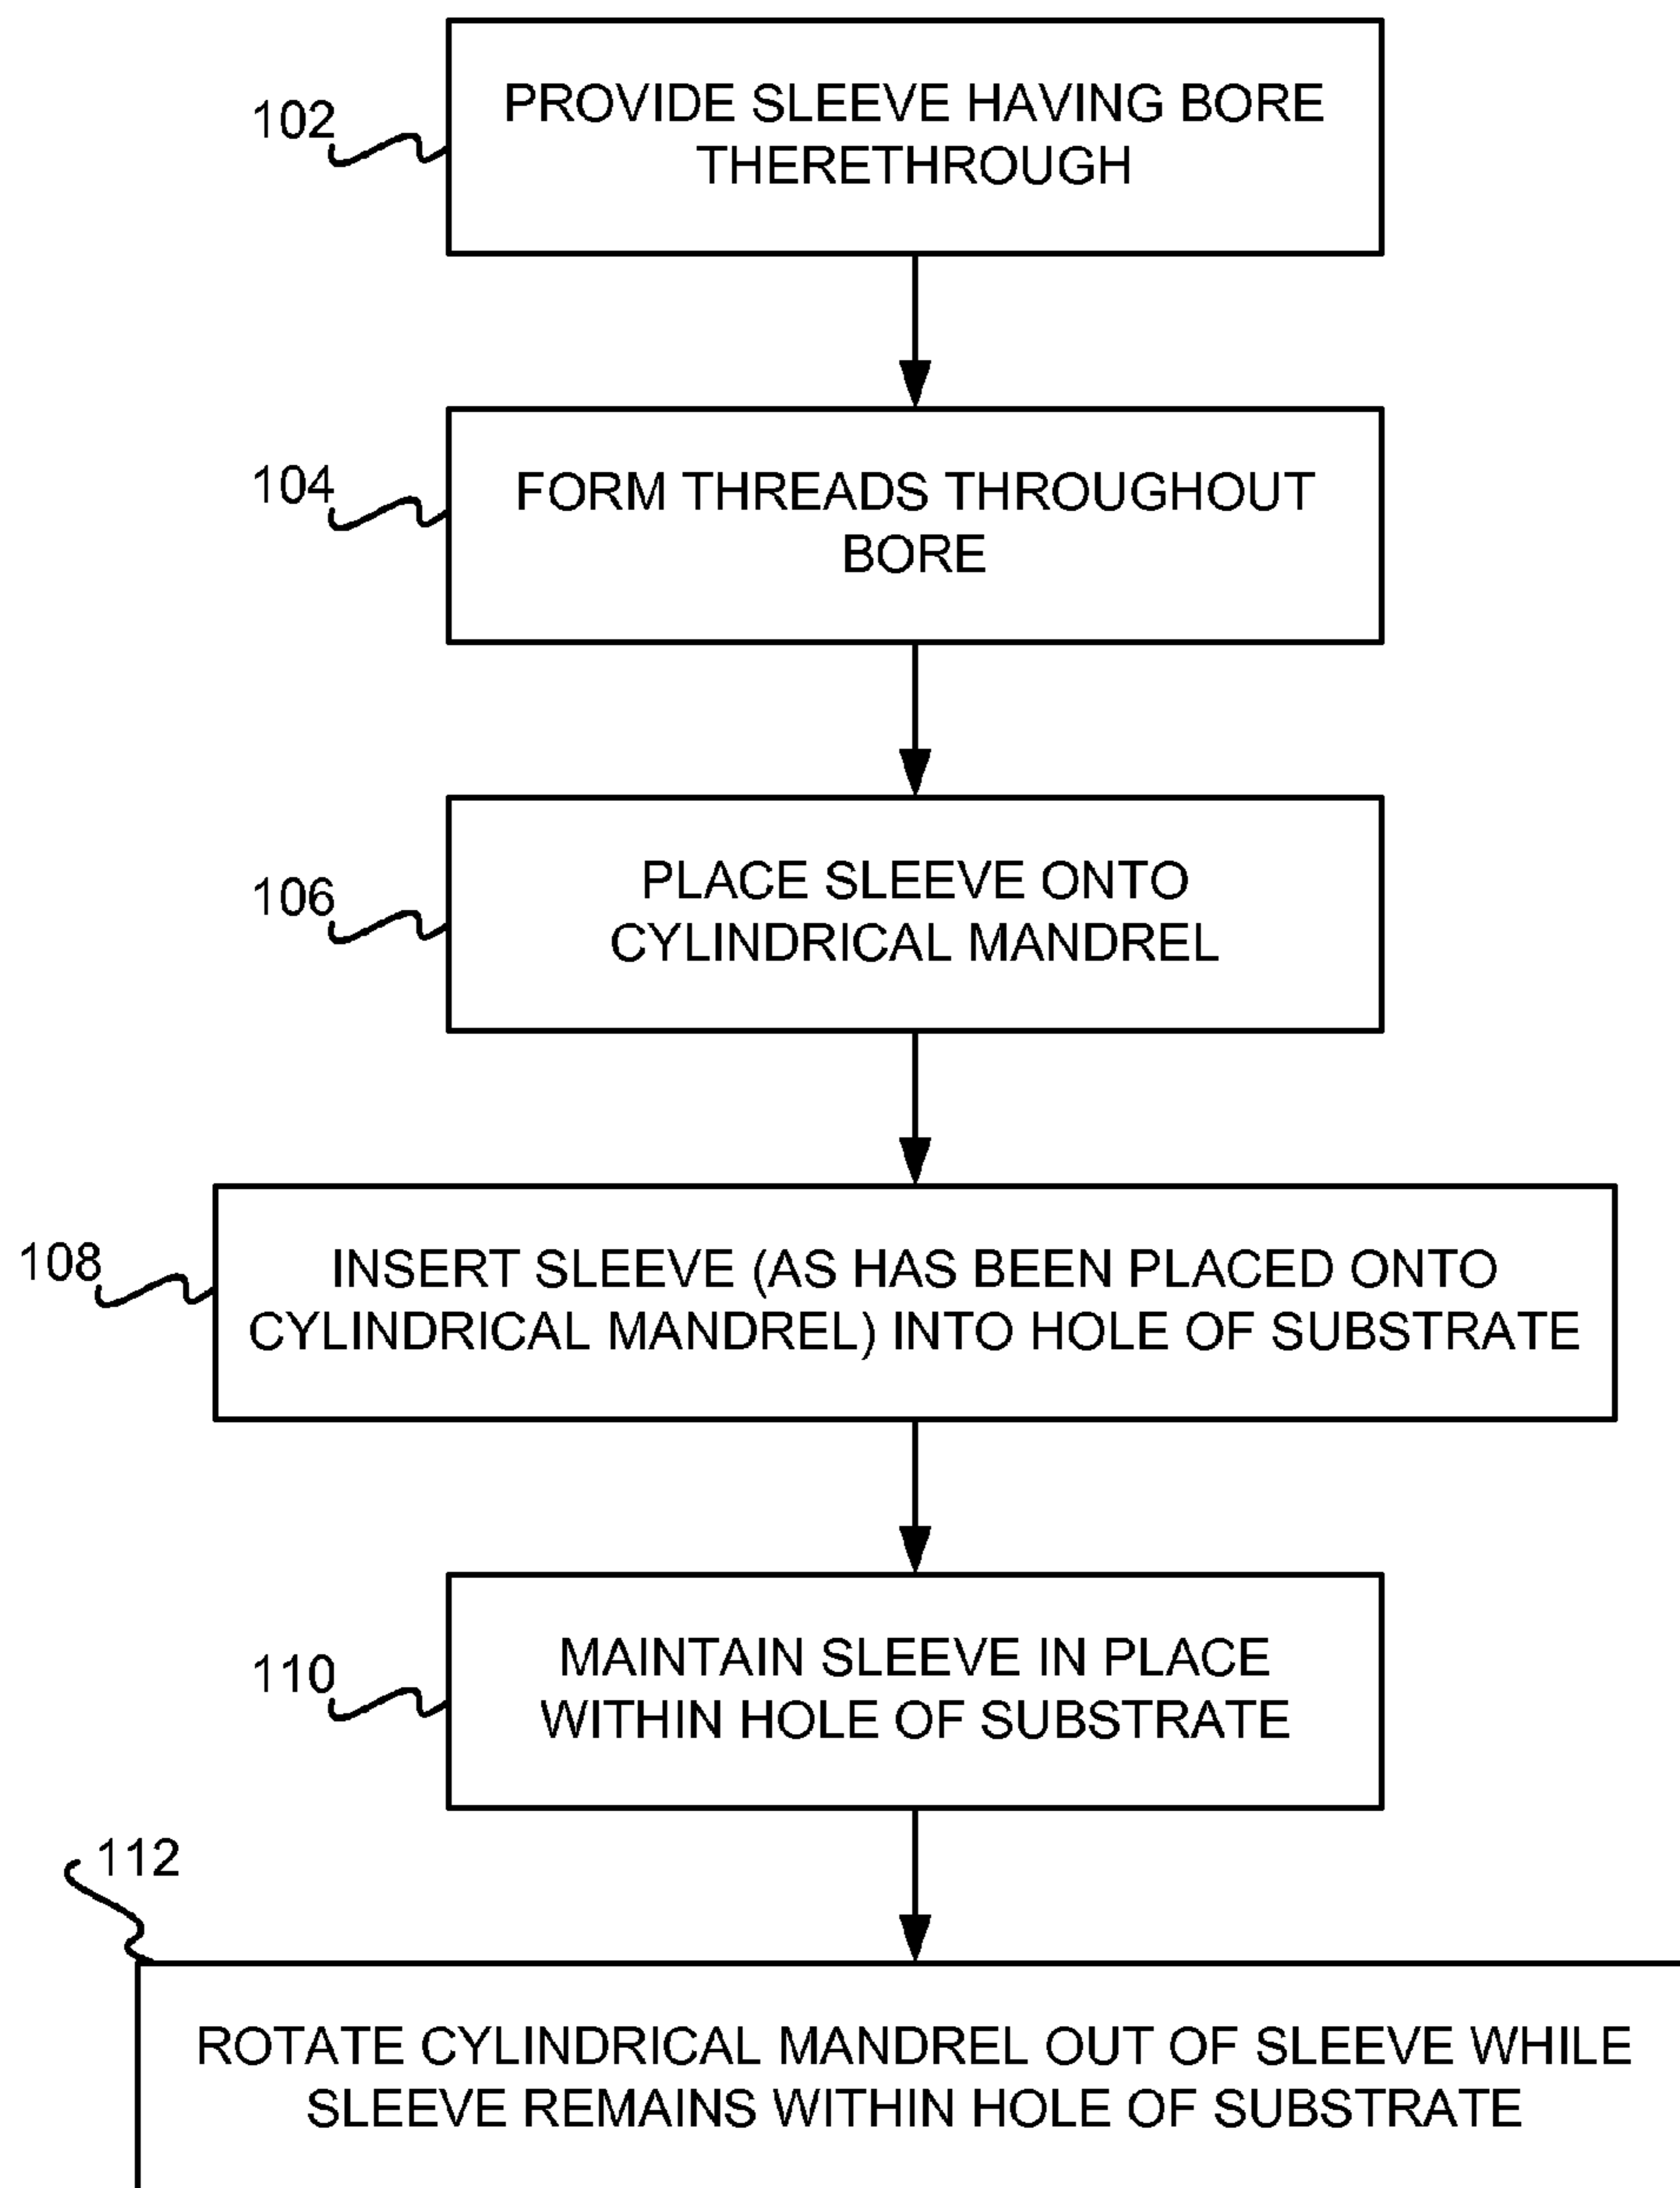 102
PROVIDE SLEEVE HAVING BORE
THERETHROUGH
104
FORM THREADS THROUGHOUT
BORE
106
PLACE SLEEVE ONTO
CYLINDRICAL MANDREL
108
INSERT SLEEVE (AS HAS BEEN PLACED ONTO
CYLINDRICAL MANDREL) INTO HOLE OF SUBSTRATE
110
MAINTAIN SLEEVE IN PLACE
WITHIN HOLE OF SUBSTRATE
112
ROTATE CYLINDRICAL MANDREL OUT OF SLEEVE WHILE
SLEEVE REMAINS WITHIN HOLE OF SUBSTRATE